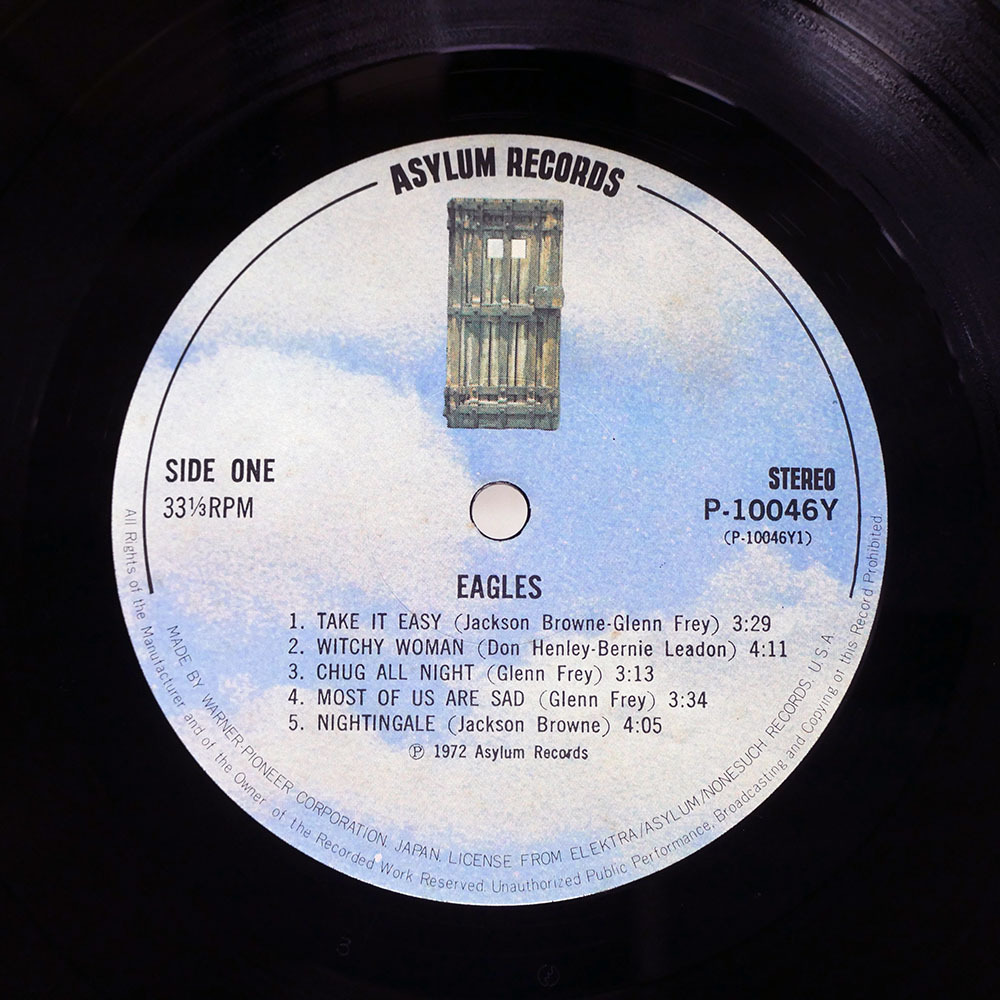 ASYLUM RECORDS
SIDE ONE
33⅓RPM
STEREO
P-10046Y
(P-10046Y1)
EAGLES
1. TAKE IT EASY (Jackson Browne-Glenn Frey) 3:29
2. WITCHY WOMAN (Don Henley-Bernie Leadon) 4:11
3. CHUG ALL NIGHT (Glenn Frey) 3:13
4. MOST OF US ARE SAD (Glenn Frey) 3:34
5. NIGHTINGALE (Jackson Browne) 4:05
Ⓟ 1972 Asylum Records
MADE BY WARNER-PIONEER CORPORATION, JAPAN. LICENSE FROM ELEKTRA/ASYLUM/NONESUCH RECORDS, U.S.A.
All Rights of the Manufacturer and of the Owner of the Recorded Work Reserved. Unauthorized Public Performance, Broadcasting and Copying of this Record Prohibited.
3